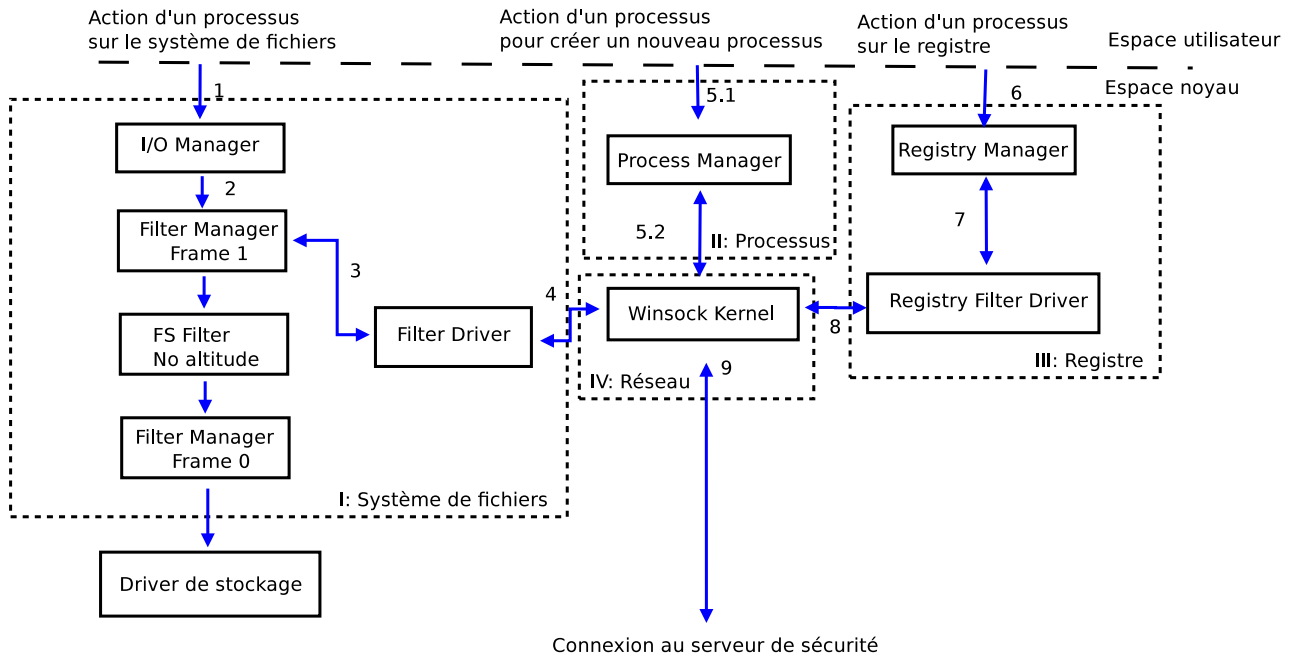 Action d'un processus
sur le système de fichiers
Action d'un processus
pour créer un nouveau processus
Action d'un processus
sur le registre
Espace utilisateur
Espace noyau
1
I/O Manager
2
Filter Manager
Frame 1
3
FS Filter
No altitude
Filter Driver
4
Filter Manager
Frame 0
I: Système de fichiers
Driver de stockage
5.1
Process Manager
5.2
II: Processus
Winsock Kernel
IV: Réseau
9
6
Registry Manager
7
Registry Filter Driver
8
III: Registre
Connexion au serveur de sécurité